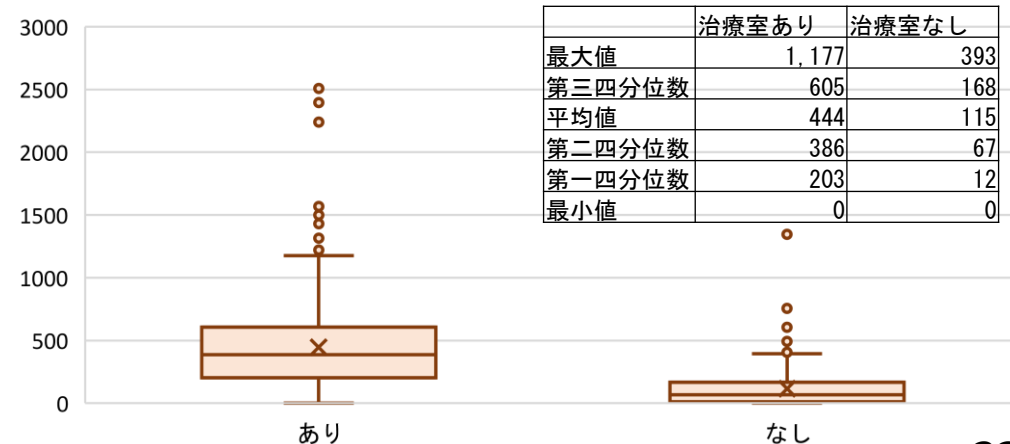 治療室あり 治療室なし
最大値 1,177 393
第三四分位数 605 168
平均値 444 115
第二四分位数 386 67
第一四分位数 203 12
最小値 0 0
3000
2500
2000
1500
1000
500
0
あり なし